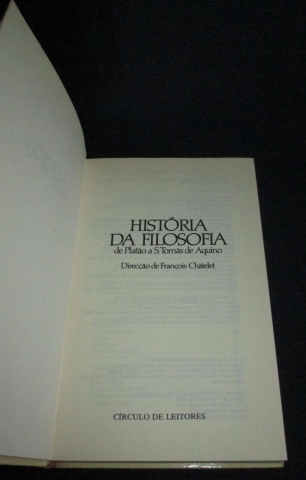 HISTÓRIA
DA FILOSOFIA
de Platão a S. Tomás de Aquino
Direcção de François Châtelet
CÍRCULO DE LEITORES